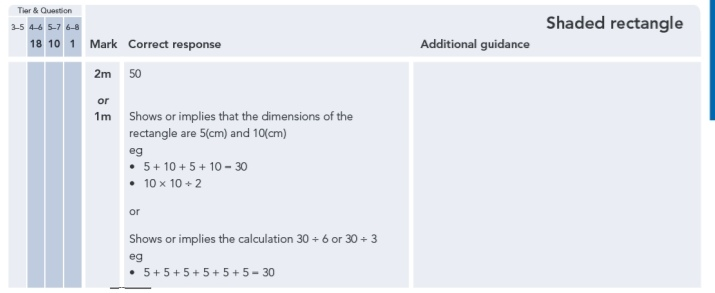 Tier & Question
3–5 4–6 5–7 6–8
18 10 1
Shaded rectangle
Mark Correct response Additional guidance
2m 50
or
1m Shows or implies that the dimensions of the
rectangle are 5(cm) and 10(cm)
eg
• 5 + 10 + 5 + 10 = 30
• 10 × 10 ÷ 2
or
Shows or implies the calculation 30 ÷ 6 or 30 ÷ 3
eg
• 5 + 5 + 5 + 5 + 5 + 5 = 30